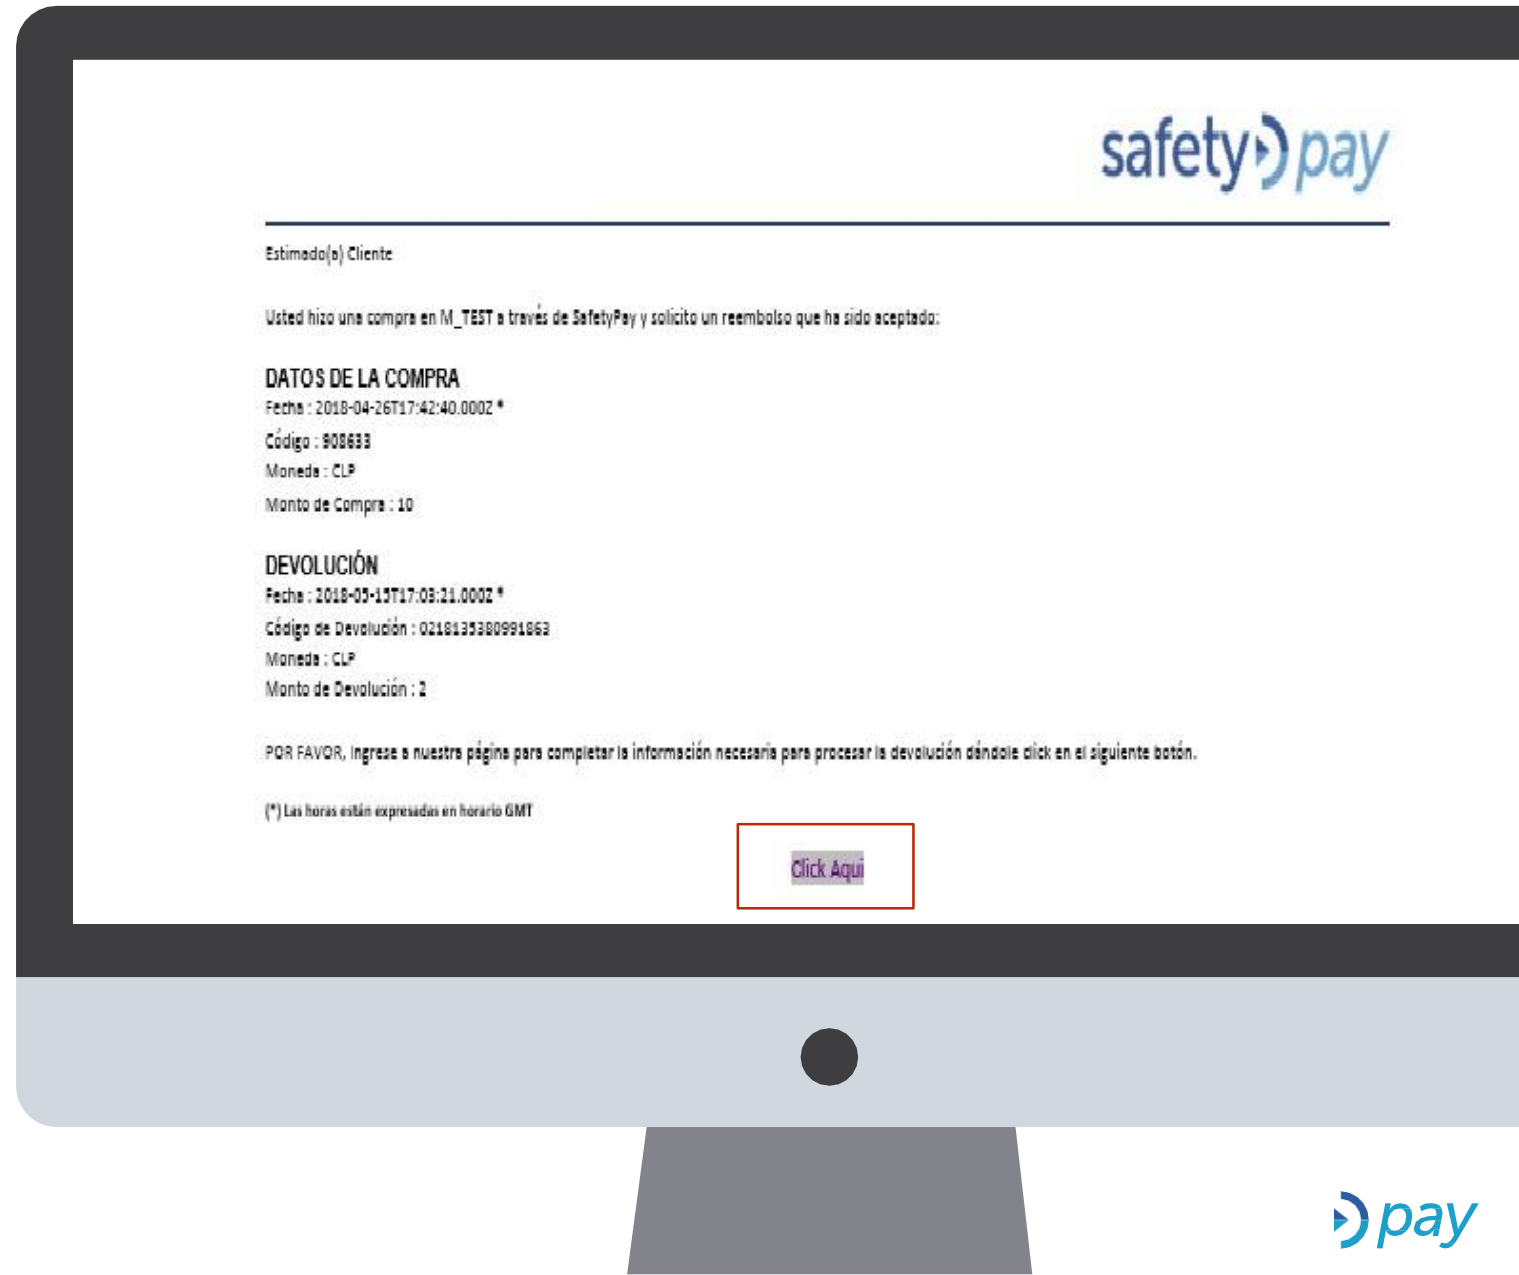 safety pay
Estimado(a) Cliente
Usted hizo una compra en M_TEST a través de SafetyPay y solicito un reembolso que ha sido aceptado:
DATOS DE LA COMPRA
Fecha : 2018-04-26T17:42:40.000Z *
Código : 908633
Moneda : CLP
Monto de Compra : 10
DEVOLUCIÓN
Fecha : 2018-05-15T17:03:21.000Z *
Código de Devolución : 0218135380991863
Moneda : CLP
Monto de Devolución : 2
POR FAVOR, Ingrese a nuestra página para completar la información necesaria para procesar la devolución dándole click en el siguiente botón.
(*) Las horas están expresadas en horario GMT
Click Aqui
pay